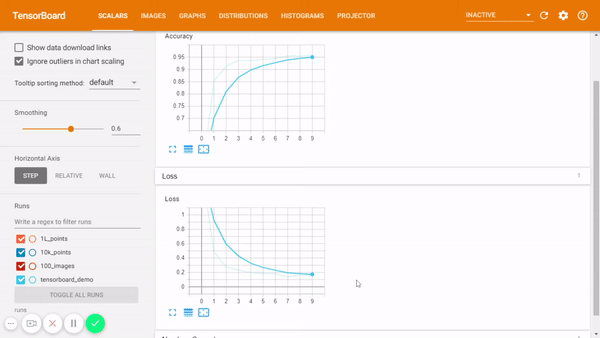 TensorBoard SCALARS IMAGES GRAPHS DISTRIBUTIONS HISTOGRAMS PROJECTOR INACTIVE
Show data download links
Ignore outliers in chart scaling
Tooltip sorting method: default
Smoothing
0.6
Horizontal Axis
STEP RELATIVE WALL
Runs
Write a regex to filter runs
1L_points
10k_points
100_images
tensorboard_demo
TOGGLE ALL RUNS
runs
Accuracy
0.95
0.9
0.85
0.8
0.75
0.7
0 1 2 3 4 5 6 7 8 9
Loss
1
Loss
1
0.8
0.6
0.4
0.2
0
0 1 2 3 4 5 6 7 8 9